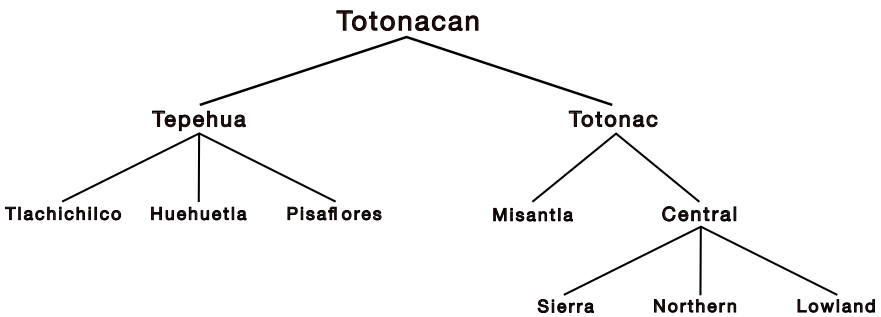 Totonacan
Tepehua Totonac
Tlachichilco Huehuetla Pisaflores Misantla Central
Sierra Northern Lowland